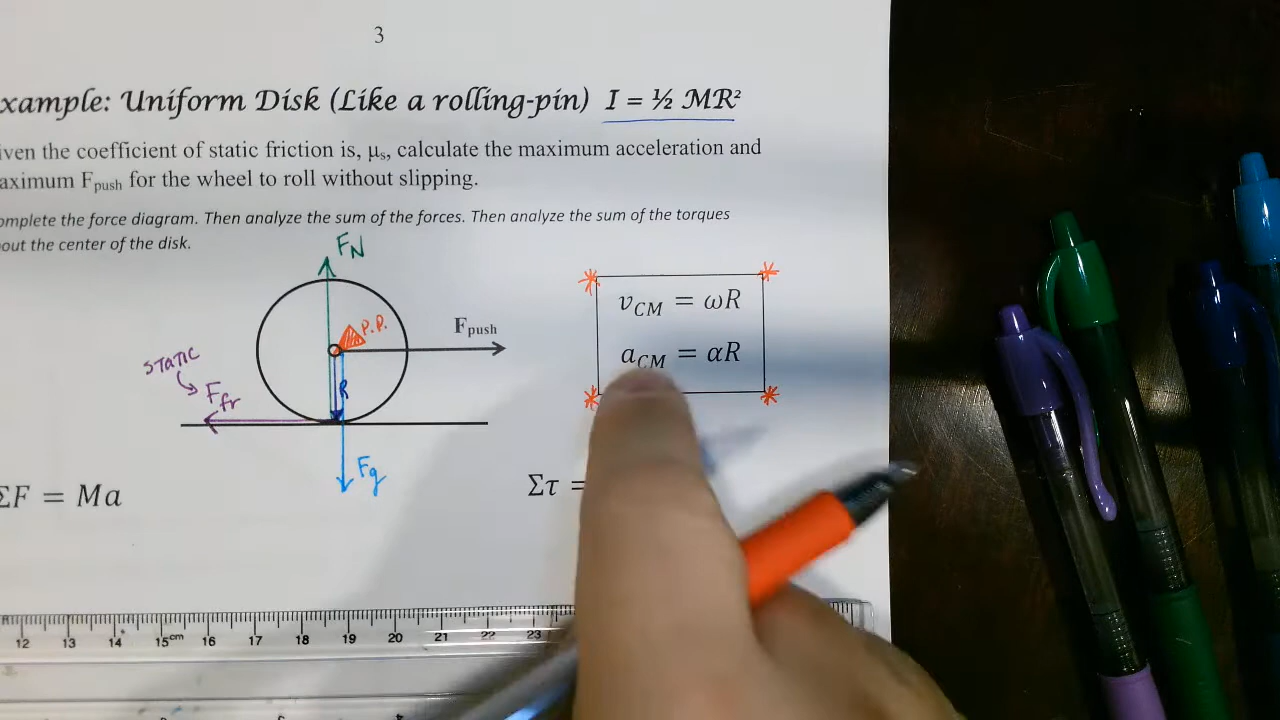 3
xample: Uniform Disk (Like a rolling-pin) I = ½ MR²
iven the coefficient of static friction is, μₛ, calculate the maximum acceleration and
aximum Fpush for the wheel to roll without slipping.
omplete the force diagram. Then analyze the sum of the forces. Then analyze the sum of the torques
out the center of the disk.
FN
P.P.
Fpush
STATIC
Ffr
R
Fg
vCM = ωR
aCM = αR
ΣF = Ma
Στ =
12 13 14 15cm 16 17 18 19 20 21 22 23